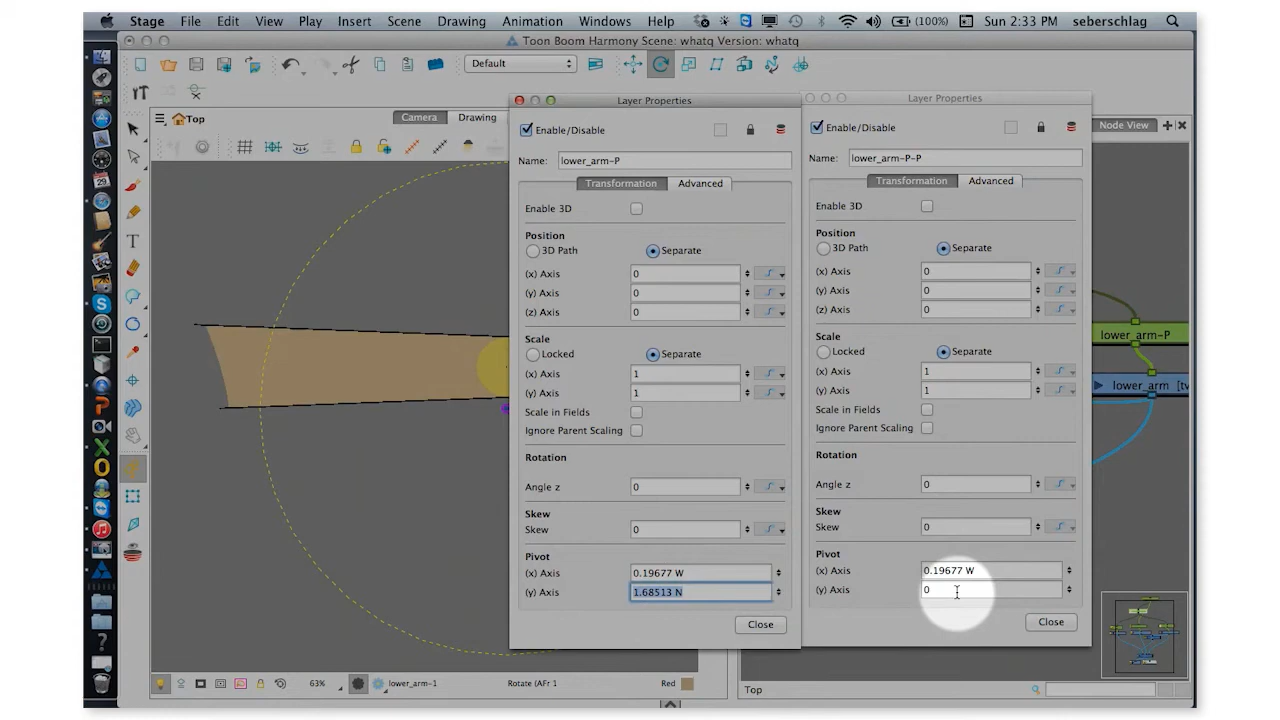 Stage File Edit View Play Insert Scene Drawing Animation Windows Help (100%) Sun 2:33 PM seberschlag
Toon Boom Harmony Scene: whatq Version: whatq
Default
Top
Camera
Drawing
Layer Properties
Enable/Disable
Name: lower_arm-P
Transformation
Advanced
Enable 3D
Position
3D Path
Separate
(x) Axis 0
(y) Axis 0
(z) Axis 0
Scale
Locked
Separate
(x) Axis 1
(y) Axis 1
Scale in Fields
Ignore Parent Scaling
Rotation
Angle z 0
Skew
Skew 0
Pivot
(x) Axis 0.19677 W
(y) Axis 1.68513 N
Close
Layer Properties
Enable/Disable
Name: lower_arm-P-P
Transformation
Advanced
Enable 3D
Position
3D Path
Separate
(x) Axis 0
(y) Axis 0
(z) Axis 0
Scale
Locked
Separate
(x) Axis 1
(y) Axis 1
Scale in Fields
Ignore Parent Scaling
Rotation
Angle z 0
Skew
Skew 0
Pivot
(x) Axis 0.19677 W
(y) Axis 0
Close
Node View
lower_arm-P
lower_arm [tv
63%
lower_arm-1
Rotate (AFr 1
Red
Top